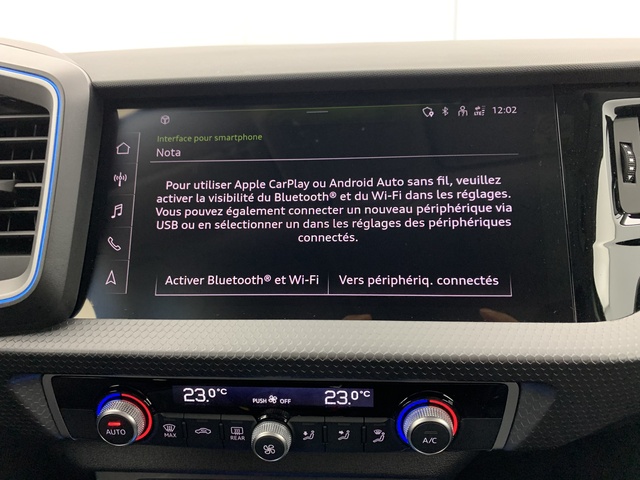 12:02
Interface pour smartphone
Nota
Pour utiliser Apple CarPlay ou Android Auto sans fil, veuillez
activer la visibilité du Bluetooth® et du Wi-Fi dans les réglages.
Vous pouvez également connecter un nouveau périphérique via
USB ou en sélectionner un dans les réglages des périphériques
connectés.
Activer Bluetooth® et Wi-Fi
Vers périphériq. connectés
23.0°C
PUSH OFF
23.0°C
AUTO
MAX
REAR
A/C